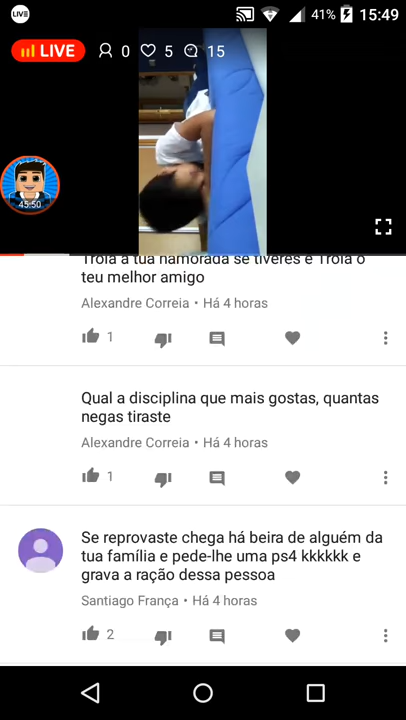 LIVE
41%
15:49
LIVE
0
5
15
45:50
Trola a tua namorada se tiveres e Trola o
teu melhor amigo
Alexandre Correia • Há 4 horas
1
Qual a disciplina que mais gostas, quantas
negas tiraste
Alexandre Correia • Há 4 horas
1
Se reprovaste chega há beira de alguém da
tua família e pede-lhe uma ps4 kkkkkk e
grava a ração dessa pessoa
Santiago França • Há 4 horas
2